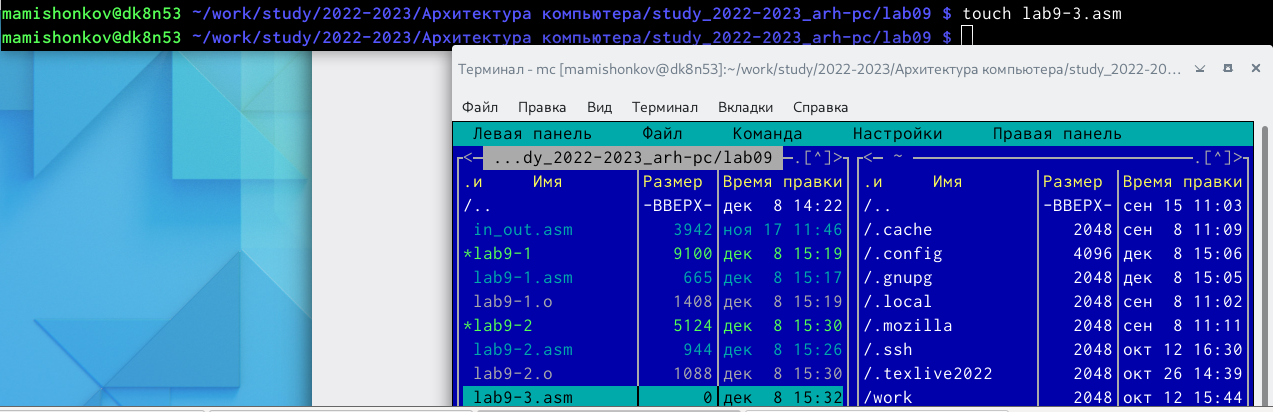 mamishonkov@dk8n53 ~/work/study/2022-2023/Архитектура компьютера/study_2022-2023_arh-pc/lab09 $ touch lab9-3.asm
mamishonkov@dk8n53 ~/work/study/2022-2023/Архитектура компьютера/study_2022-2023_arh-pc/lab09 $
Терминал - mc [mamishonkov@dk8n53]:~/work/study/2022-2023/Архитектура компьютера/study_2022-20...
Файл Правка Вид Терминал Вкладки Справка
Левая панель Файл Команда Настройки Правая панель
<— ...dy_2022-2023_arh-pc/lab09 —.[^]> <— ~ —.[^]>
.и Имя Размер Время правки .и Имя Размер Время правки
/.. -ВВЕРХ- дек 8 14:22 /.. -ВВЕРХ- сен 15 11:03
in_out.asm 3942 ноя 17 11:46 /.cache 2048 сен 8 11:09
*lab9-1 9100 дек 8 15:19 /.config 4096 дек 8 15:06
lab9-1.asm 665 дек 8 15:17 /.gnupg 2048 дек 8 15:05
lab9-1.o 1408 дек 8 15:19 /.local 2048 сен 8 11:02
*lab9-2 5124 дек 8 15:30 /.mozilla 2048 сен 8 11:11
lab9-2.asm 944 дек 8 15:26 /.ssh 2048 окт 12 16:30
lab9-2.o 1088 дек 8 15:30 /.texlive2022 2048 окт 26 14:39
lab9-3.asm 0 дек 8 15:32 /work 2048 окт 12 15:44